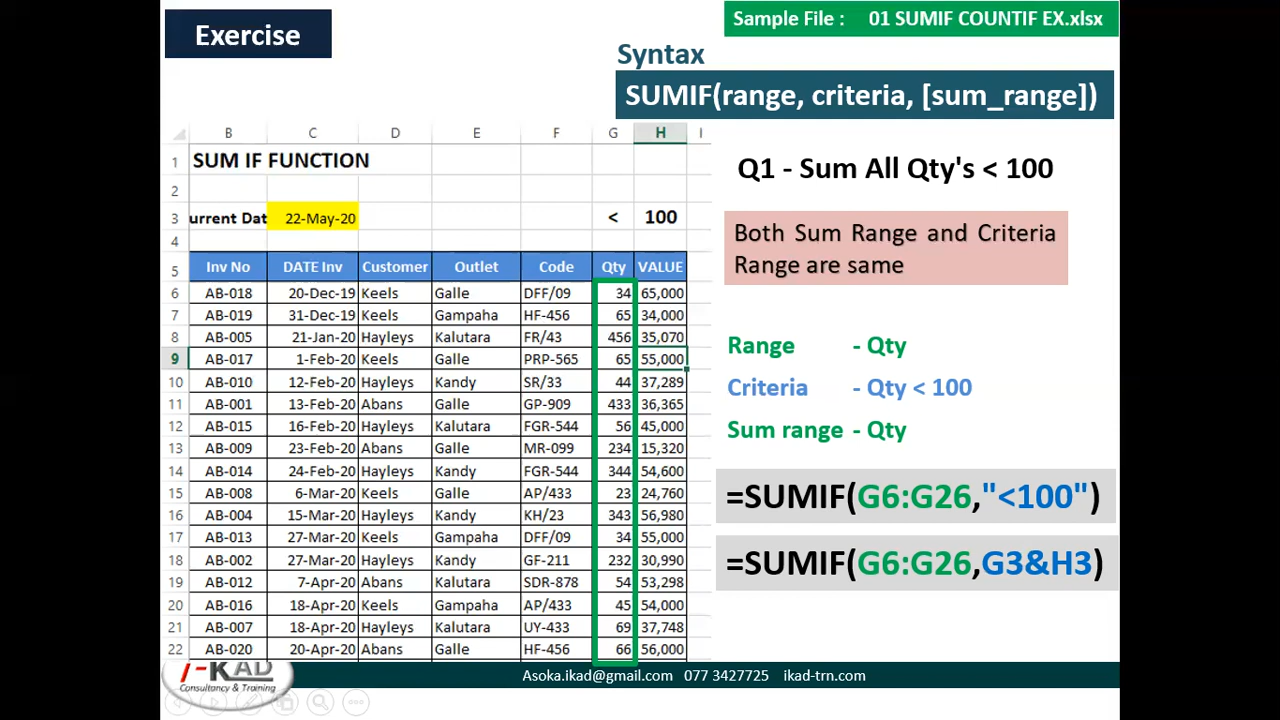 Exercise
Sample File : 01 SUMIF COUNTIF EX.xlsx
Syntax
SUMIF(range, criteria, [sum_range])
B C D E F G H I
1 SUM IF FUNCTION
2
3 urrent Dat 22-May-20 < 100
4
5 Inv No DATE Inv Customer Outlet Code Qty VALUE
6 AB-018 20-Dec-19 Keels Galle DFF/09 34 65,000
7 AB-019 31-Dec-19 Keels Gampaha HF-456 65 34,000
8 AB-005 21-Jan-20 Hayleys Kalutara FR/43 456 35,070
9 AB-017 1-Feb-20 Keels Galle PRP-565 65 55,000
10 AB-010 12-Feb-20 Hayleys Kandy SR/33 44 37,289
11 AB-001 13-Feb-20 Abans Galle GP-909 433 36,365
12 AB-015 16-Feb-20 Hayleys Kalutara FGR-544 56 45,000
13 AB-009 23-Feb-20 Abans Galle MR-099 234 15,320
14 AB-014 24-Feb-20 Hayleys Kandy FGR-544 344 54,600
15 AB-008 6-Mar-20 Keels Galle AP/433 23 24,760
16 AB-004 15-Mar-20 Hayleys Kandy KH/23 343 56,980
17 AB-013 27-Mar-20 Keels Gampaha DFF/09 34 55,000
18 AB-002 27-Mar-20 Hayleys Kandy GF-211 232 30,990
19 AB-012 7-Apr-20 Abans Kalutara SDR-878 54 53,298
20 AB-016 18-Apr-20 Keels Gampaha AP/433 45 54,000
21 AB-007 18-Apr-20 Hayleys Kalutara UY-433 69 37,748
22 AB-020 20-Apr-20 Abans Galle HF-456 66 56,000
Q1 - Sum All Qty's < 100
Both Sum Range and Criteria
Range are same
Range - Qty
Criteria - Qty < 100
Sum range - Qty
=SUMIF(G6:G26,"<100")
=SUMIF(G6:G26,G3&H3)
i-KAD
Consultancy & Training
Asoka.ikad@gmail.com 077 3427725 ikad-trn.com